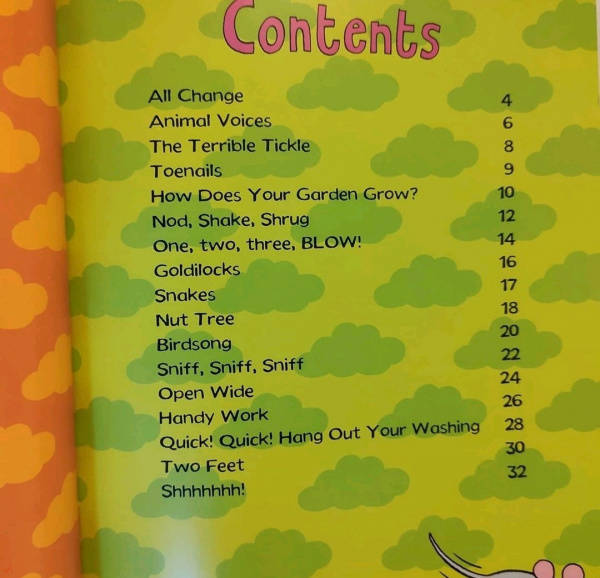 Contents
All Change 4
Animal Voices 6
The Terrible Tickle 8
Toenails 9
How Does Your Garden Grow? 10
Nod, Shake, Shrug 12
One, two, three, BLOW! 14
Goldilocks 16
Snakes 17
Nut Tree 18
Birdsong 20
Sniff, Sniff, Sniff 22
Open Wide 24
Handy Work 26
Quick! Quick! Hang Out Your Washing 28
Two Feet 30
Shhhhhhh! 32